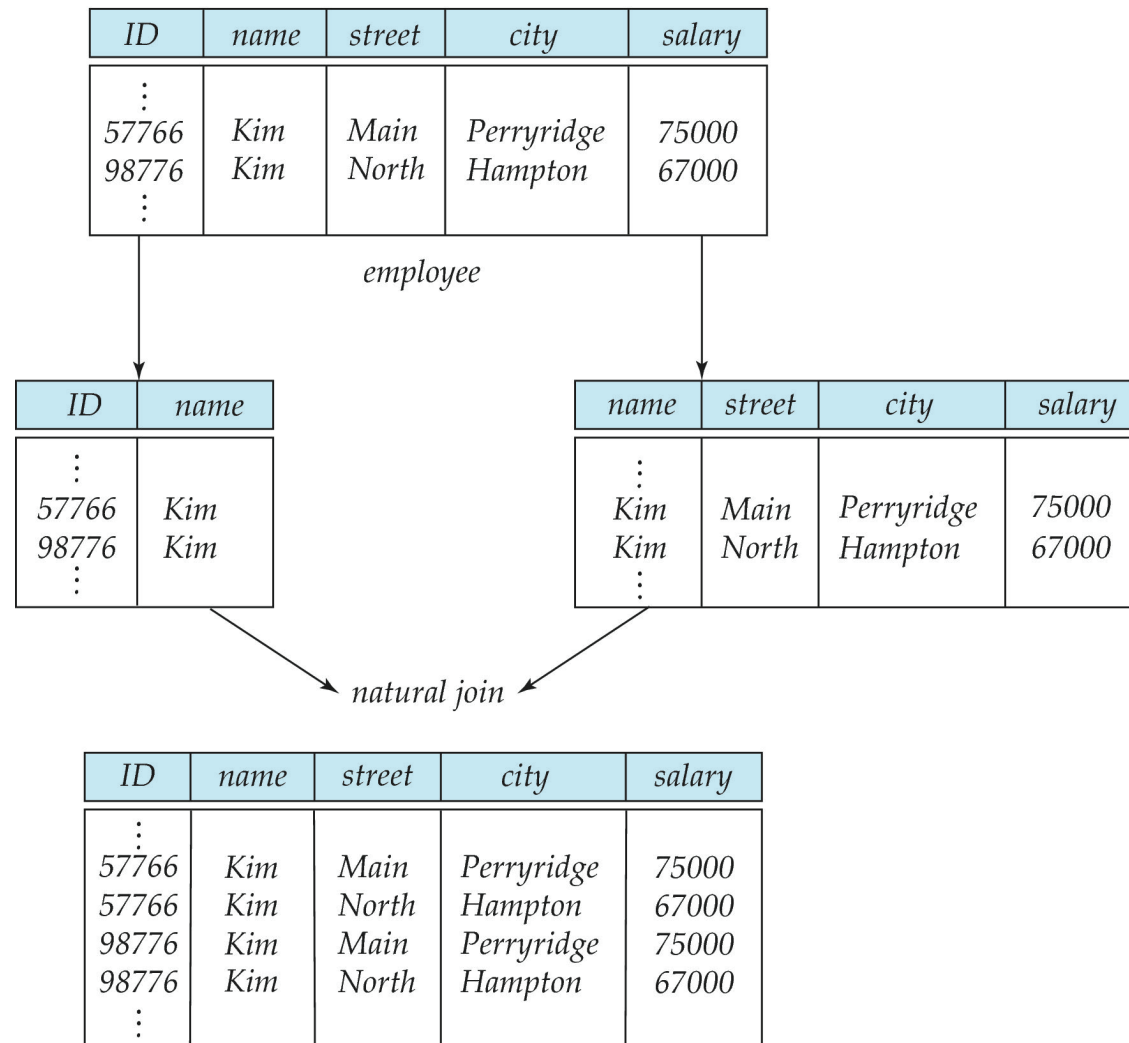 ID name street city salary
⋮
57766 Kim Main Perryridge 75000
98776 Kim North Hampton 67000
⋮
employee
ID name
⋮
57766 Kim
98776 Kim
⋮
name street city salary
⋮
Kim Main Perryridge 75000
Kim North Hampton 67000
⋮
natural join
ID name street city salary
⋮
57766 Kim Main Perryridge 75000
57766 Kim North Hampton 67000
98776 Kim Main Perryridge 75000
98776 Kim North Hampton 67000
⋮